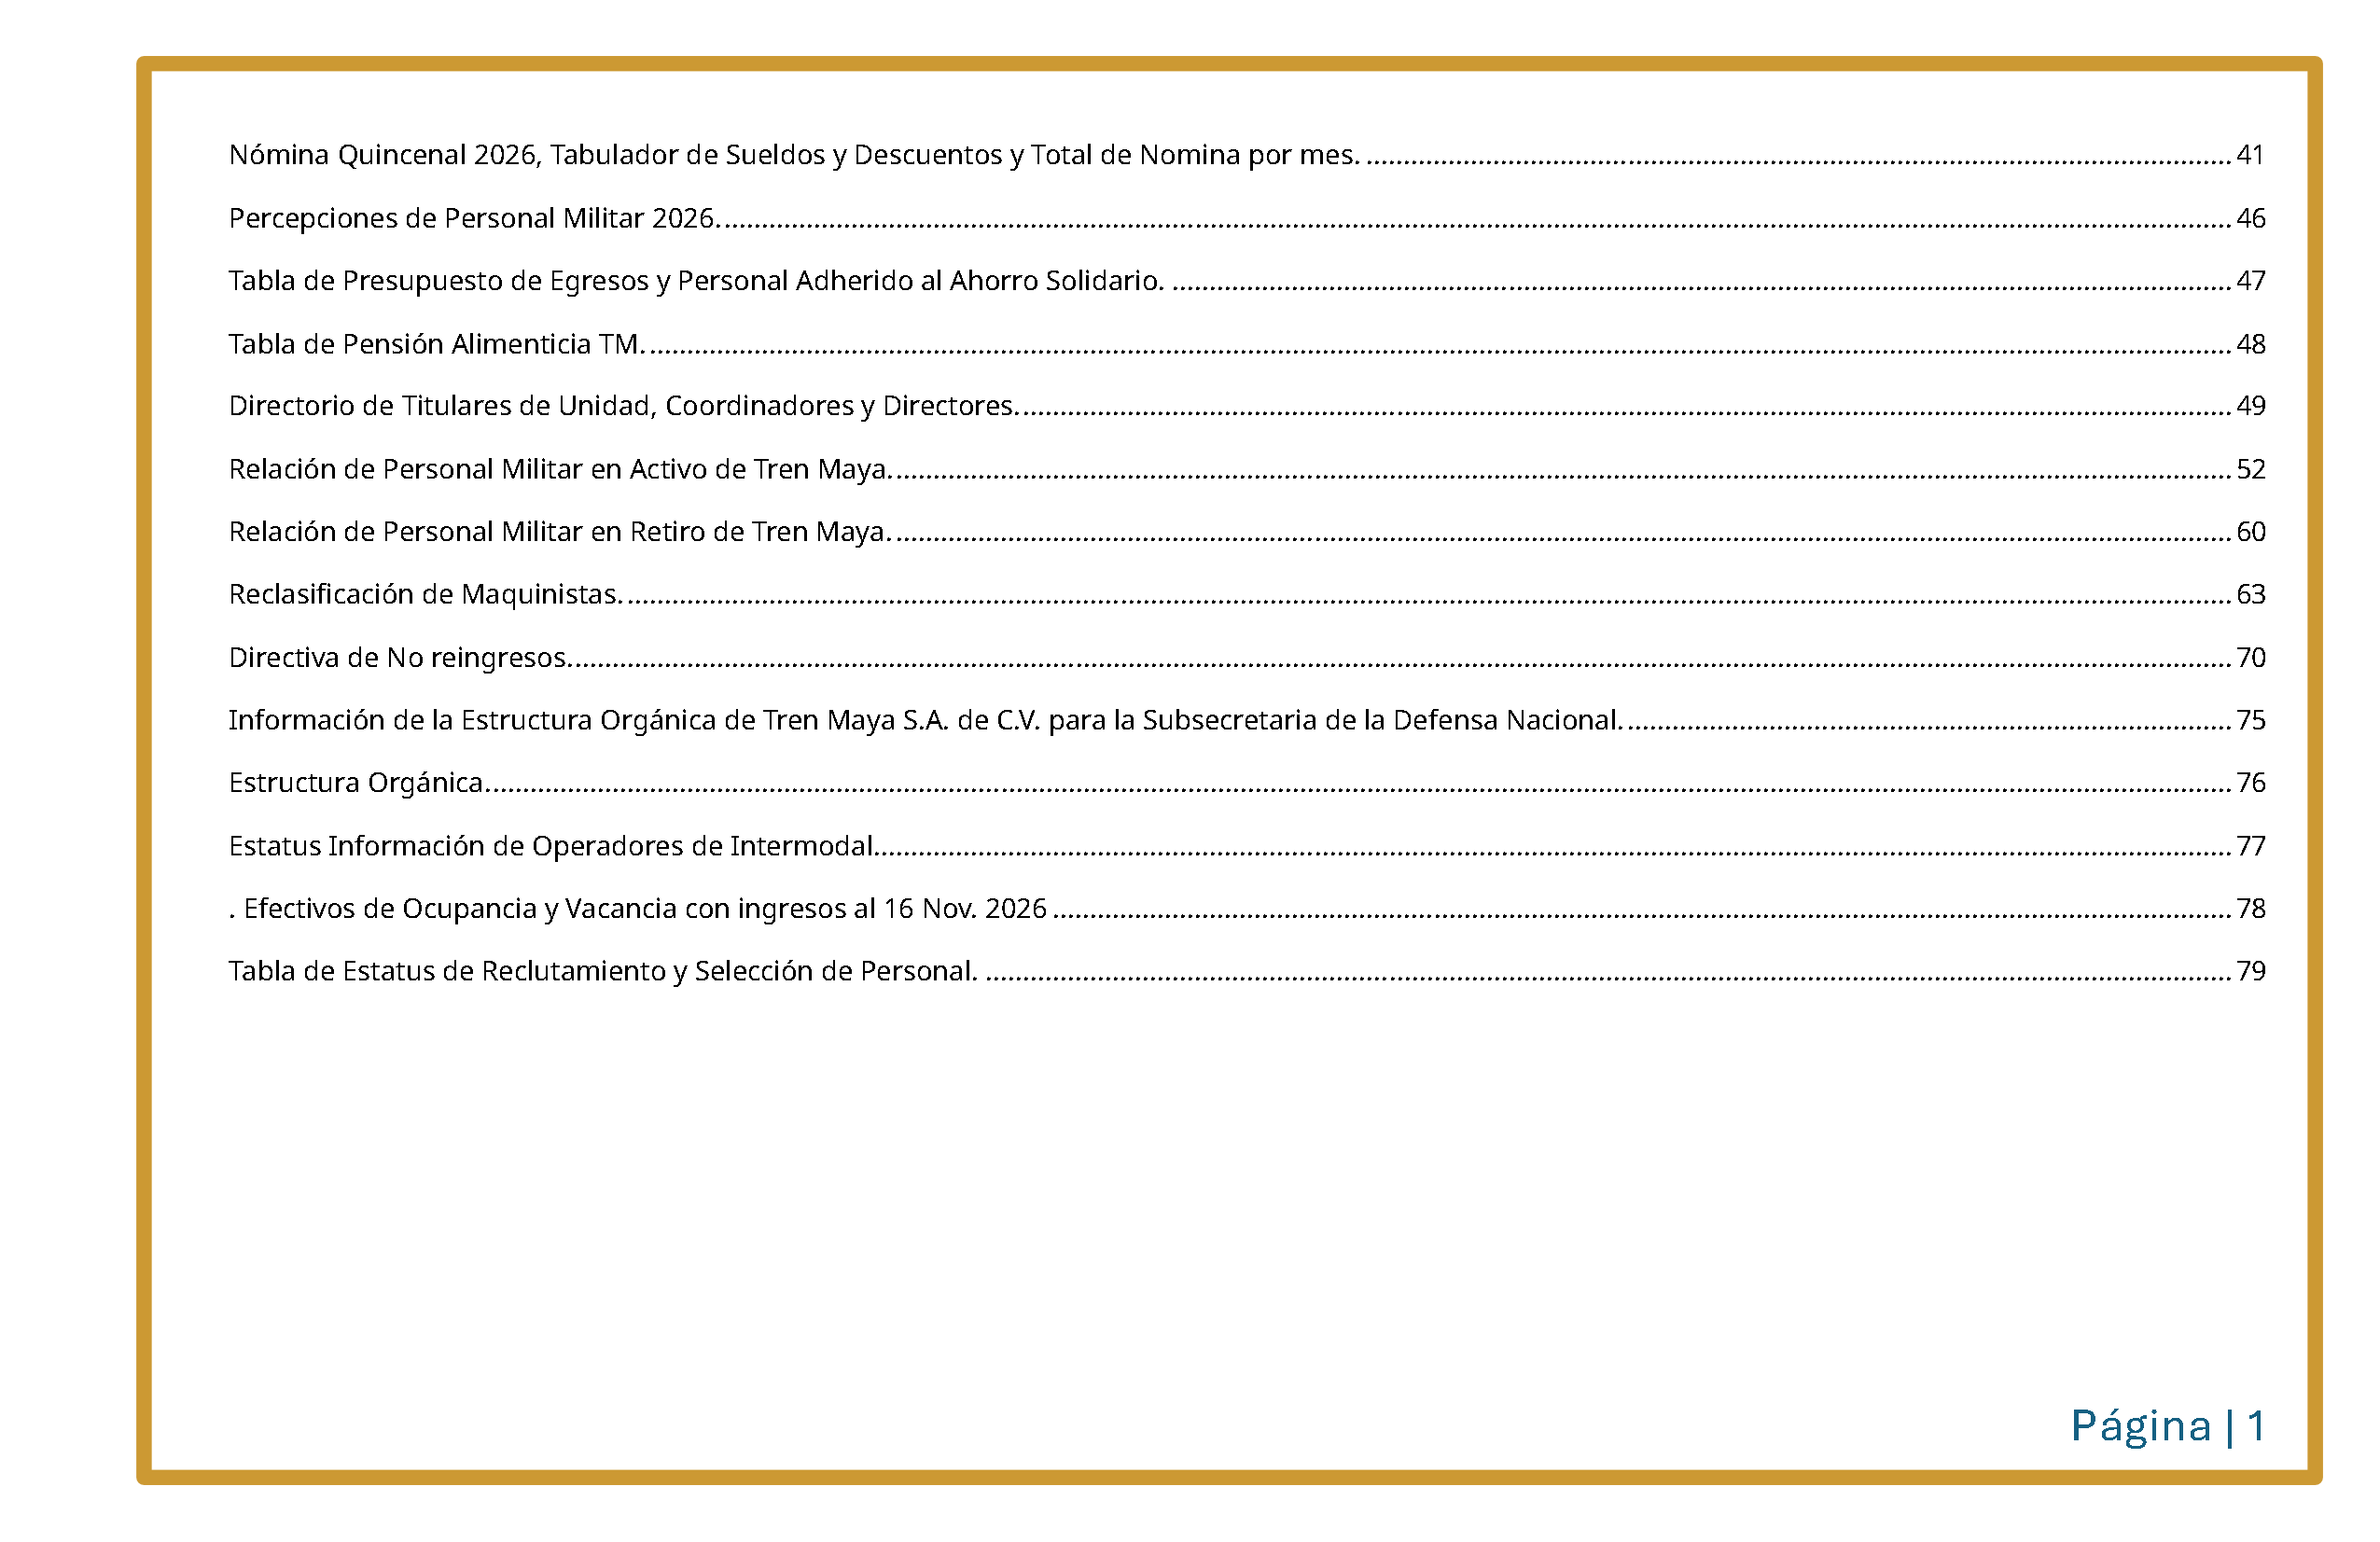 Nómina Quincenal 2026, Tabulador de Sueldos y Descuentos y Total de Nomina por mes. ........ 41
Percepciones de Personal Militar 2026. ........ 46
Tabla de Presupuesto de Egresos y Personal Adherido al Ahorro Solidario. ........ 47
Tabla de Pensión Alimenticia TM. ........ 48
Directorio de Titulares de Unidad, Coordinadores y Directores. ........ 49
Relación de Personal Militar en Activo de Tren Maya. ........ 52
Relación de Personal Militar en Retiro de Tren Maya. ........ 60
Reclasificación de Maquinistas. ........ 63
Directiva de No reingresos. ........ 70
Información de la Estructura Orgánica de Tren Maya S.A. de C.V. para la Subsecretaria de la Defensa Nacional. ........ 75
Estructura Orgánica. ........ 76
Estatus Información de Operadores de Intermodal. ........ 77
. Efectivos de Ocupancia y Vacancia con ingresos al 16 Nov. 2026 ........ 78
Tabla de Estatus de Reclutamiento y Selección de Personal. ........ 79
Página | 1